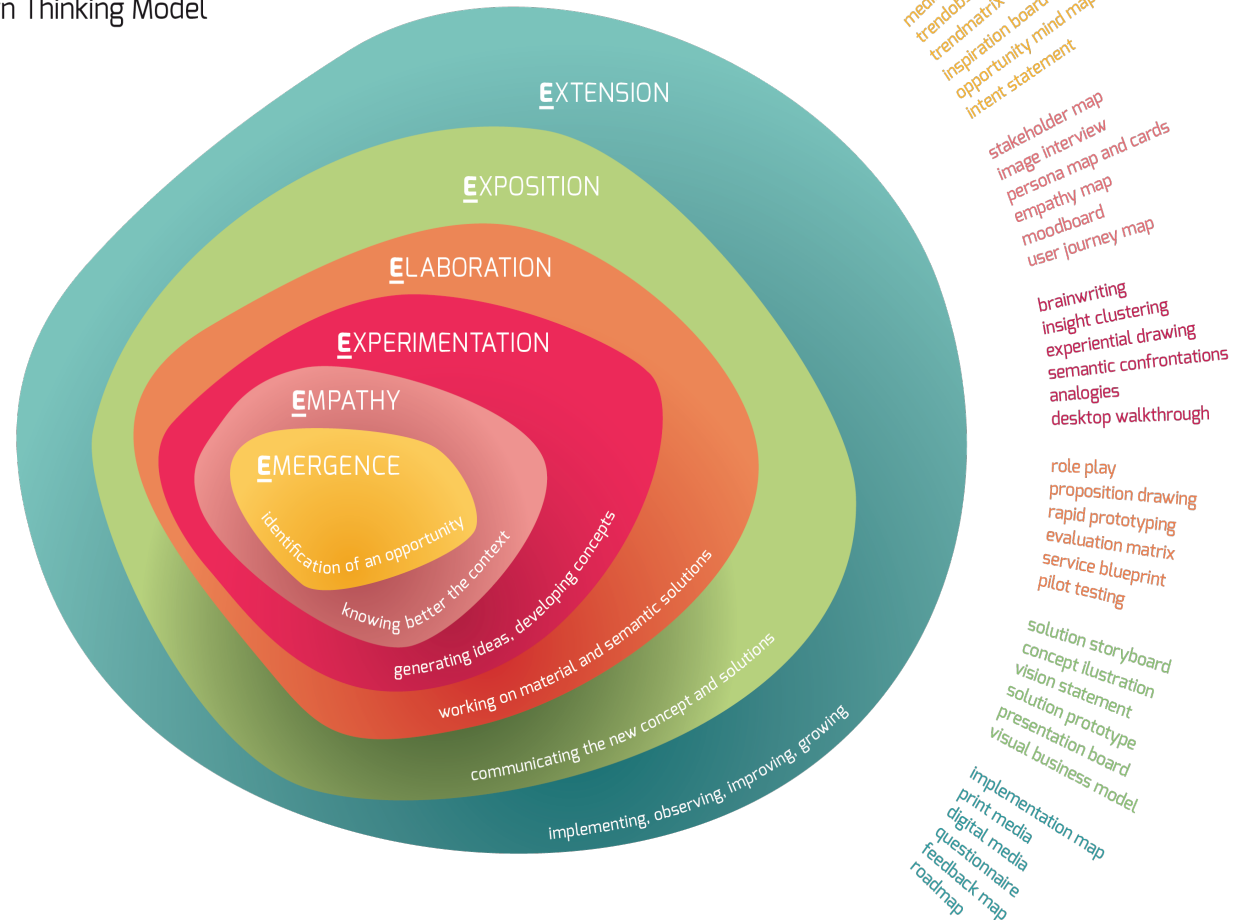 n Thinking Model
EXTENSION
EXPOSITION
ELABORATION
EXPERIMENTATION
EMPATHY
EMERGENCE
identification of an opportunity
knowing better the context
generating ideas, developing concepts
working on material and semantic solutions
communicating the new concept and solutions
implementing, observing, improving, growing
trendmatrix
inspiration board
opportunity mind map
intent statement
stakeholder map
image interview
persona map and cards
empathy map
moodboard
user journey map
brainwriting
insight clustering
experiential drawing
semantic confrontations
analogies
desktop walkthrough
role play
proposition drawing
rapid prototyping
evaluation matrix
service blueprint
pilot testing
solution storyboard
concept ilustration
vision statement
solution prototype
presentation board
visual business model
implementation map
print media
digital media
questionnaire
feedback map
roadmap